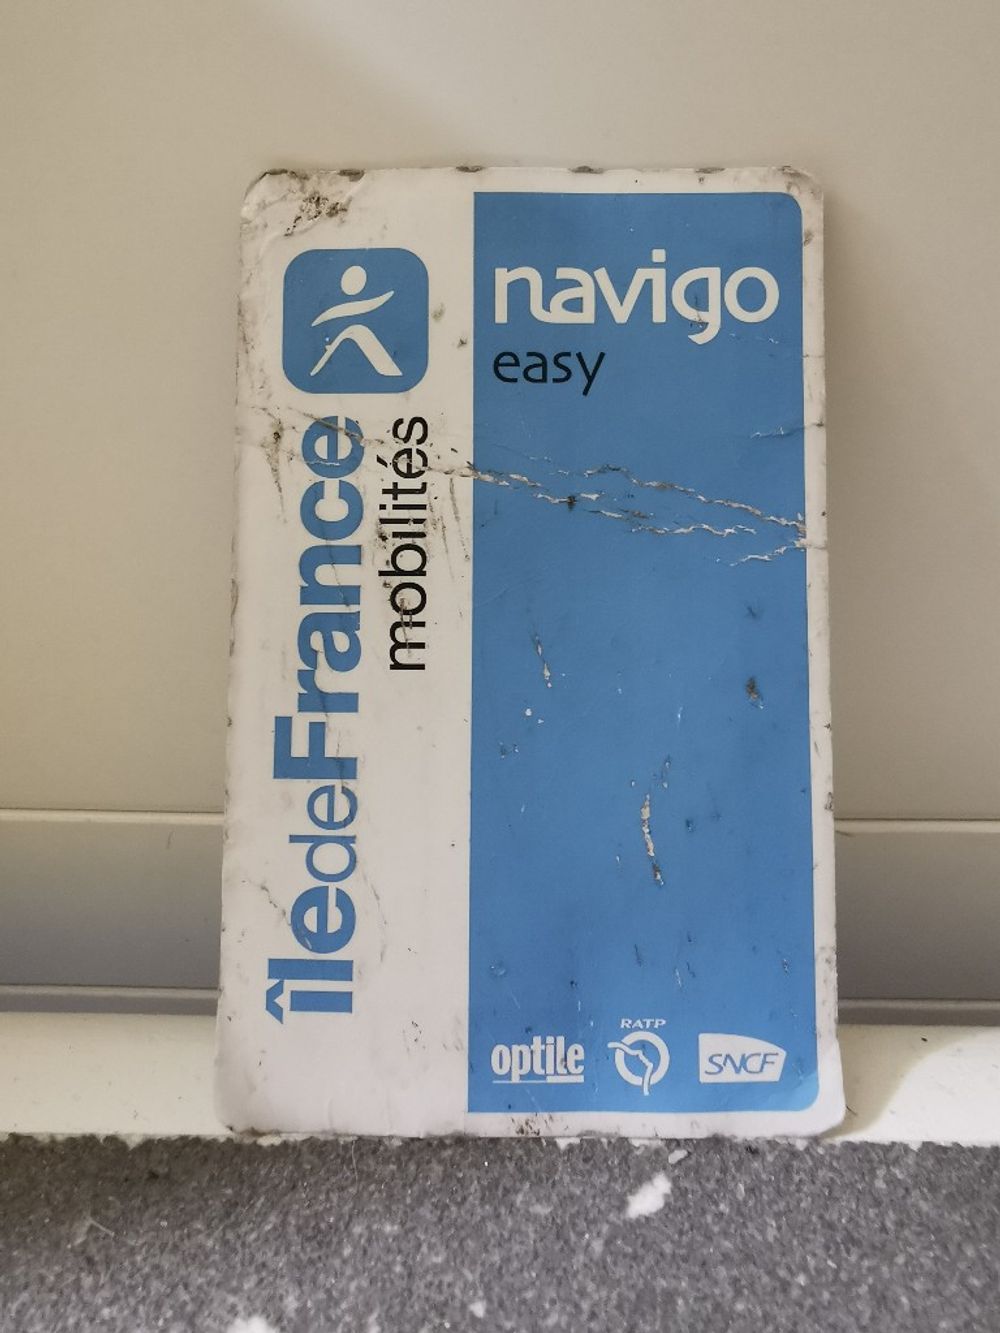 îledeFrance
mobilités
navigo
easy
optile
RATP
SNCF